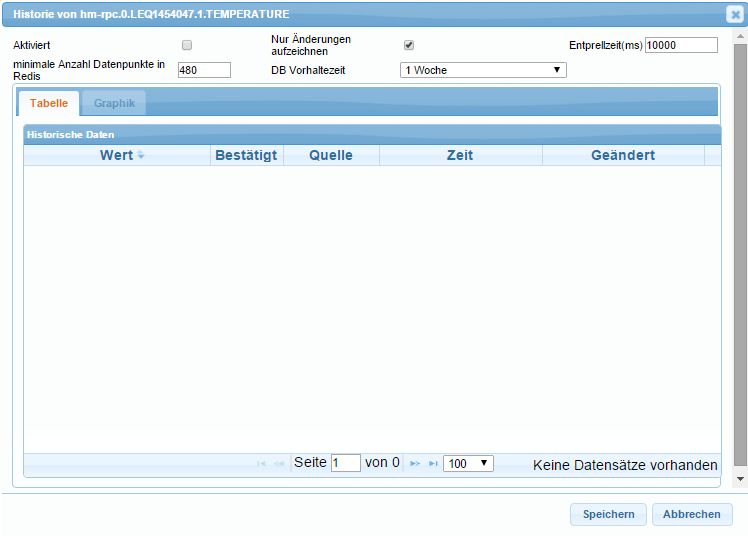 Historie von hm-rpc.0.LEQ1454047.1.TEMPERATURE
Aktiviert
Nur Änderungen
aufzeichnen
Entprellzeit(ms) 10000
minimale Anzahl Datenpunkte in
Redis
480
DB Vorhaltezeit
1 Woche
Tabelle Graphik
Historische Daten
Wert Bestätigt Quelle Zeit Geändert
Seite 1 von 0 100 Keine Datensätze vorhanden
Speichern Abbrechen